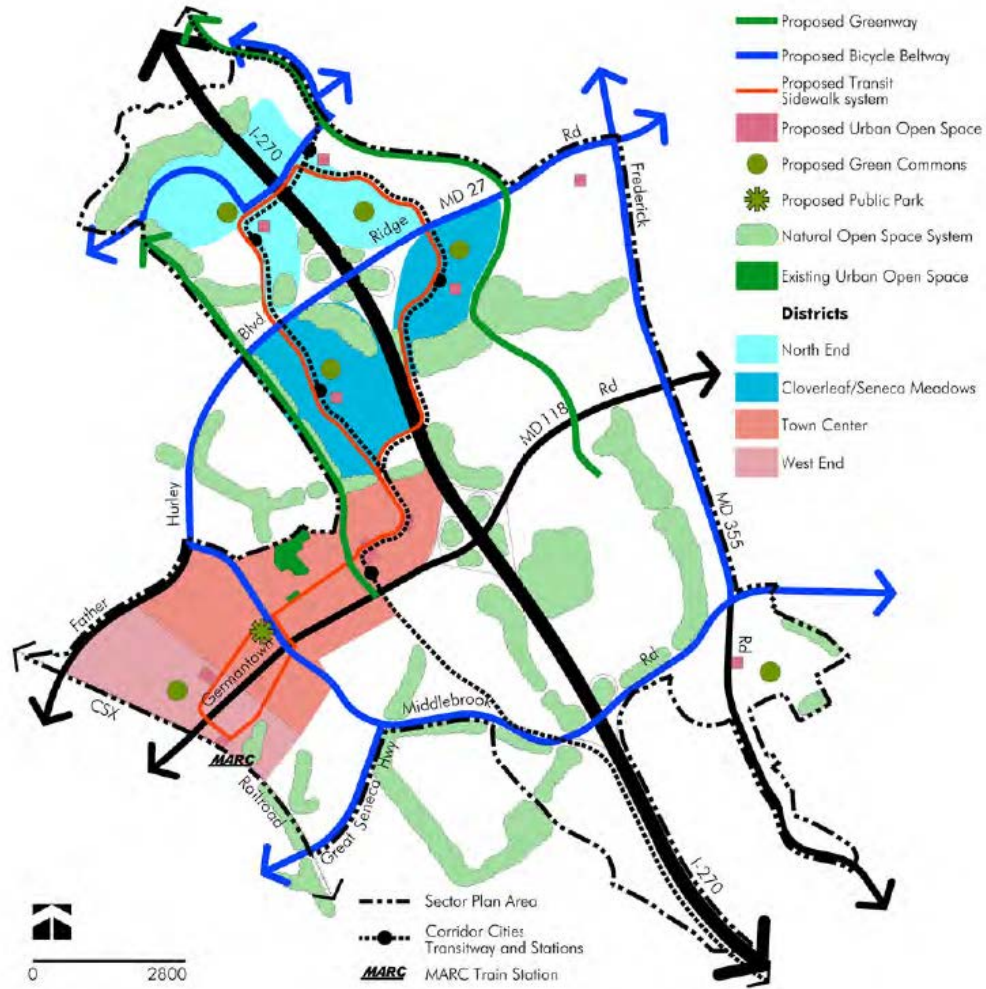 Proposed Greenway
Proposed Bicycle Beltway
Proposed Transit
Sidewalk system
Proposed Urban Open Space
Proposed Green Commons
Proposed Public Park
Natural Open Space System
Existing Urban Open Space
Districts
North End
Cloverleaf/Seneca Meadows
Town Center
West End
I-270
Rd
MD 27
Ridge
Frederick
Blvd.
Rd
MD118
Hurley
MD 355
Father
Rd
Rd
Germantown
CSX
Middlebrook
MARC
Hwy
Railroad
Great Seneca
I-270
Sector Plan Area
Corridor Cities
Transitway and Stations
MARC MARC Train Station
0 2800